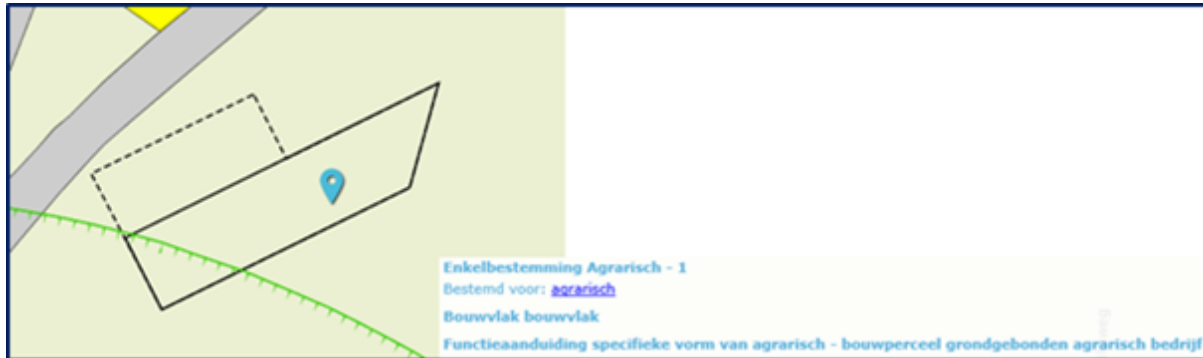 Enkelbestemming Agrarisch - 1
Bestemd voor: agrarisch
Bouwvlak bouwvlak
Functieaanduiding specifieke vorm van agrarisch - bouwperceel grondgebonden agrarisch bedrijf